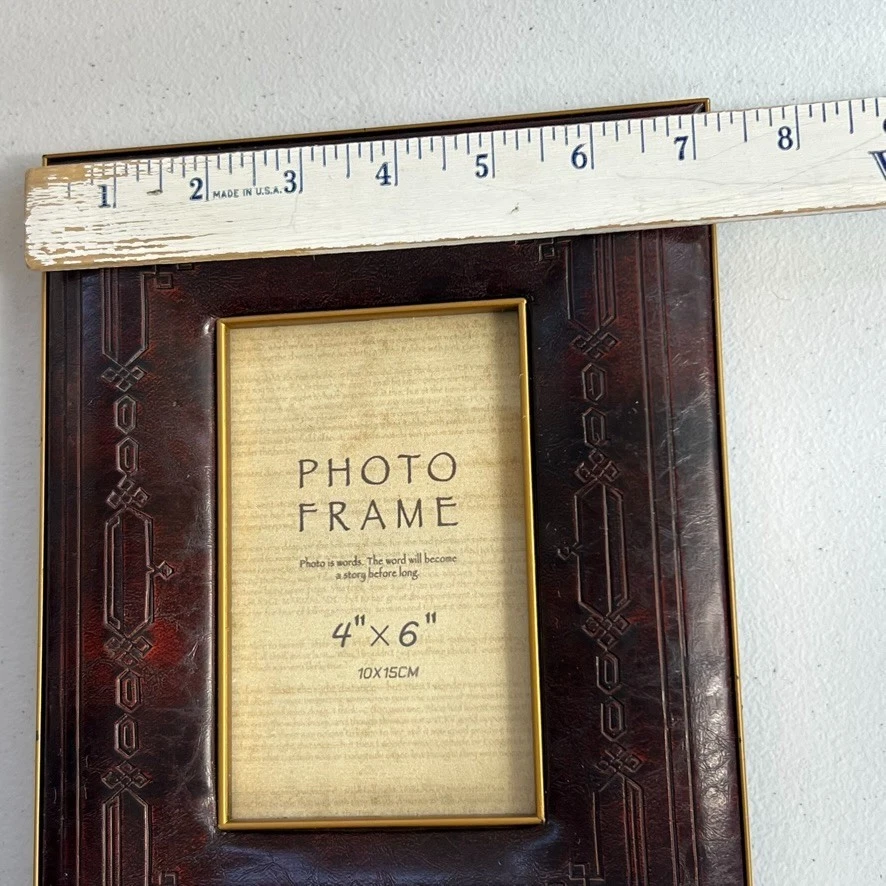 1 2 MADE IN U.S.A. 3 4 5 6 7 8
PHOTO
FRAME
Photo is words. The word will become
a story before long.
4" X 6"
10X15CM